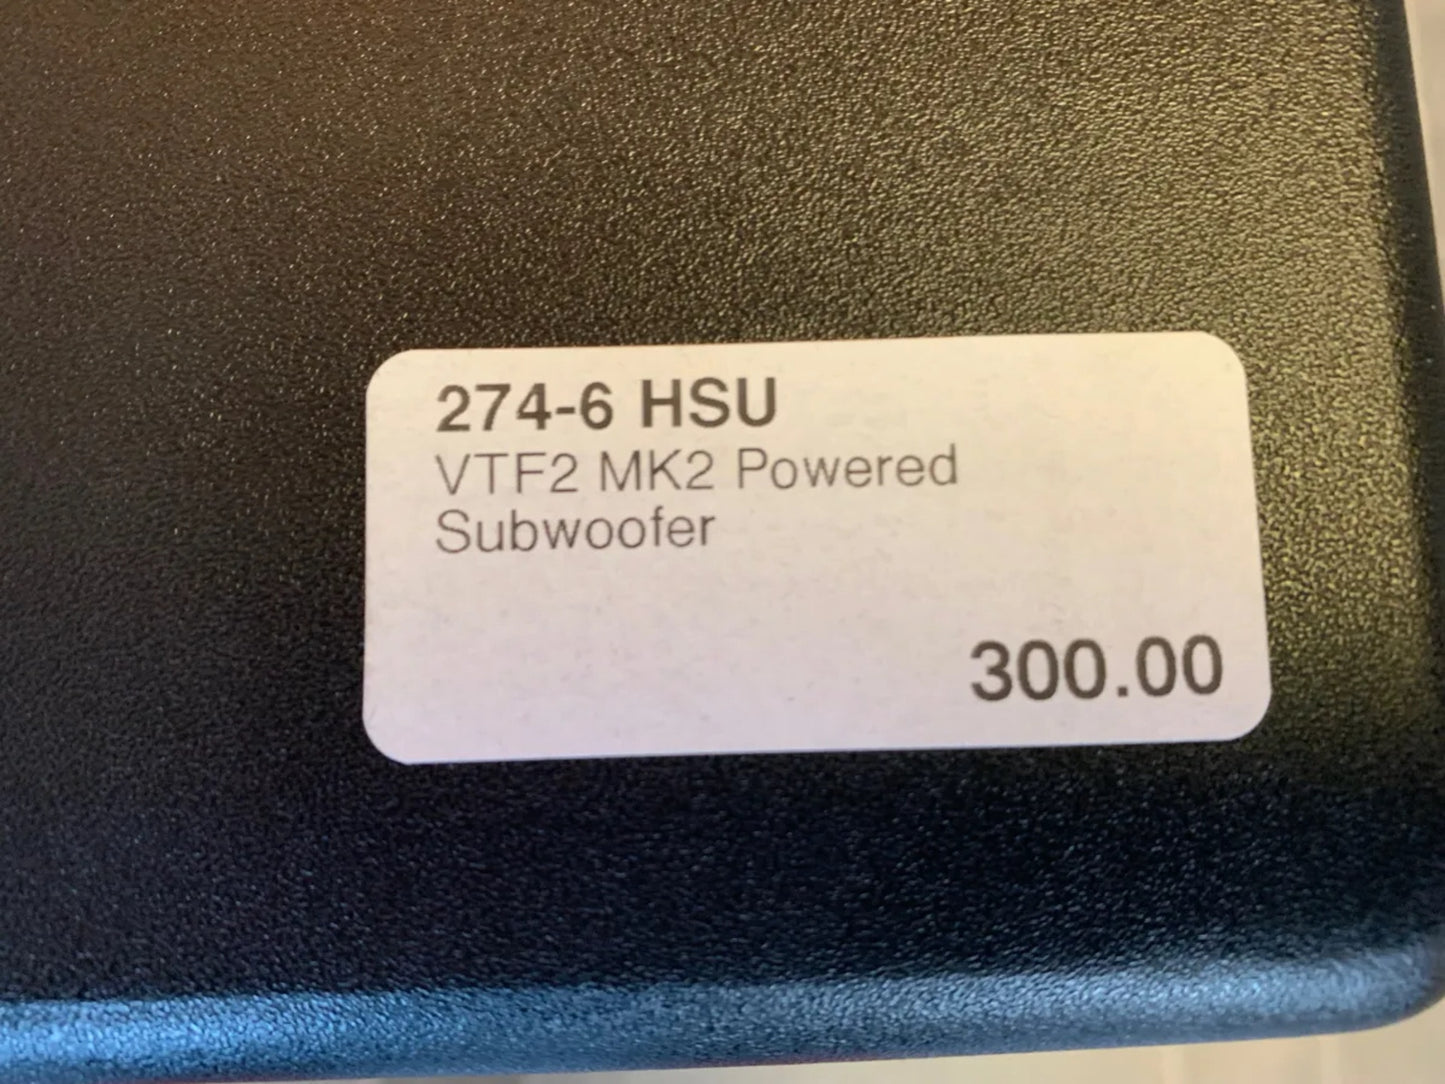 274-6 HSU
VTF2 MK2 Powered
Subwoofer
300.00